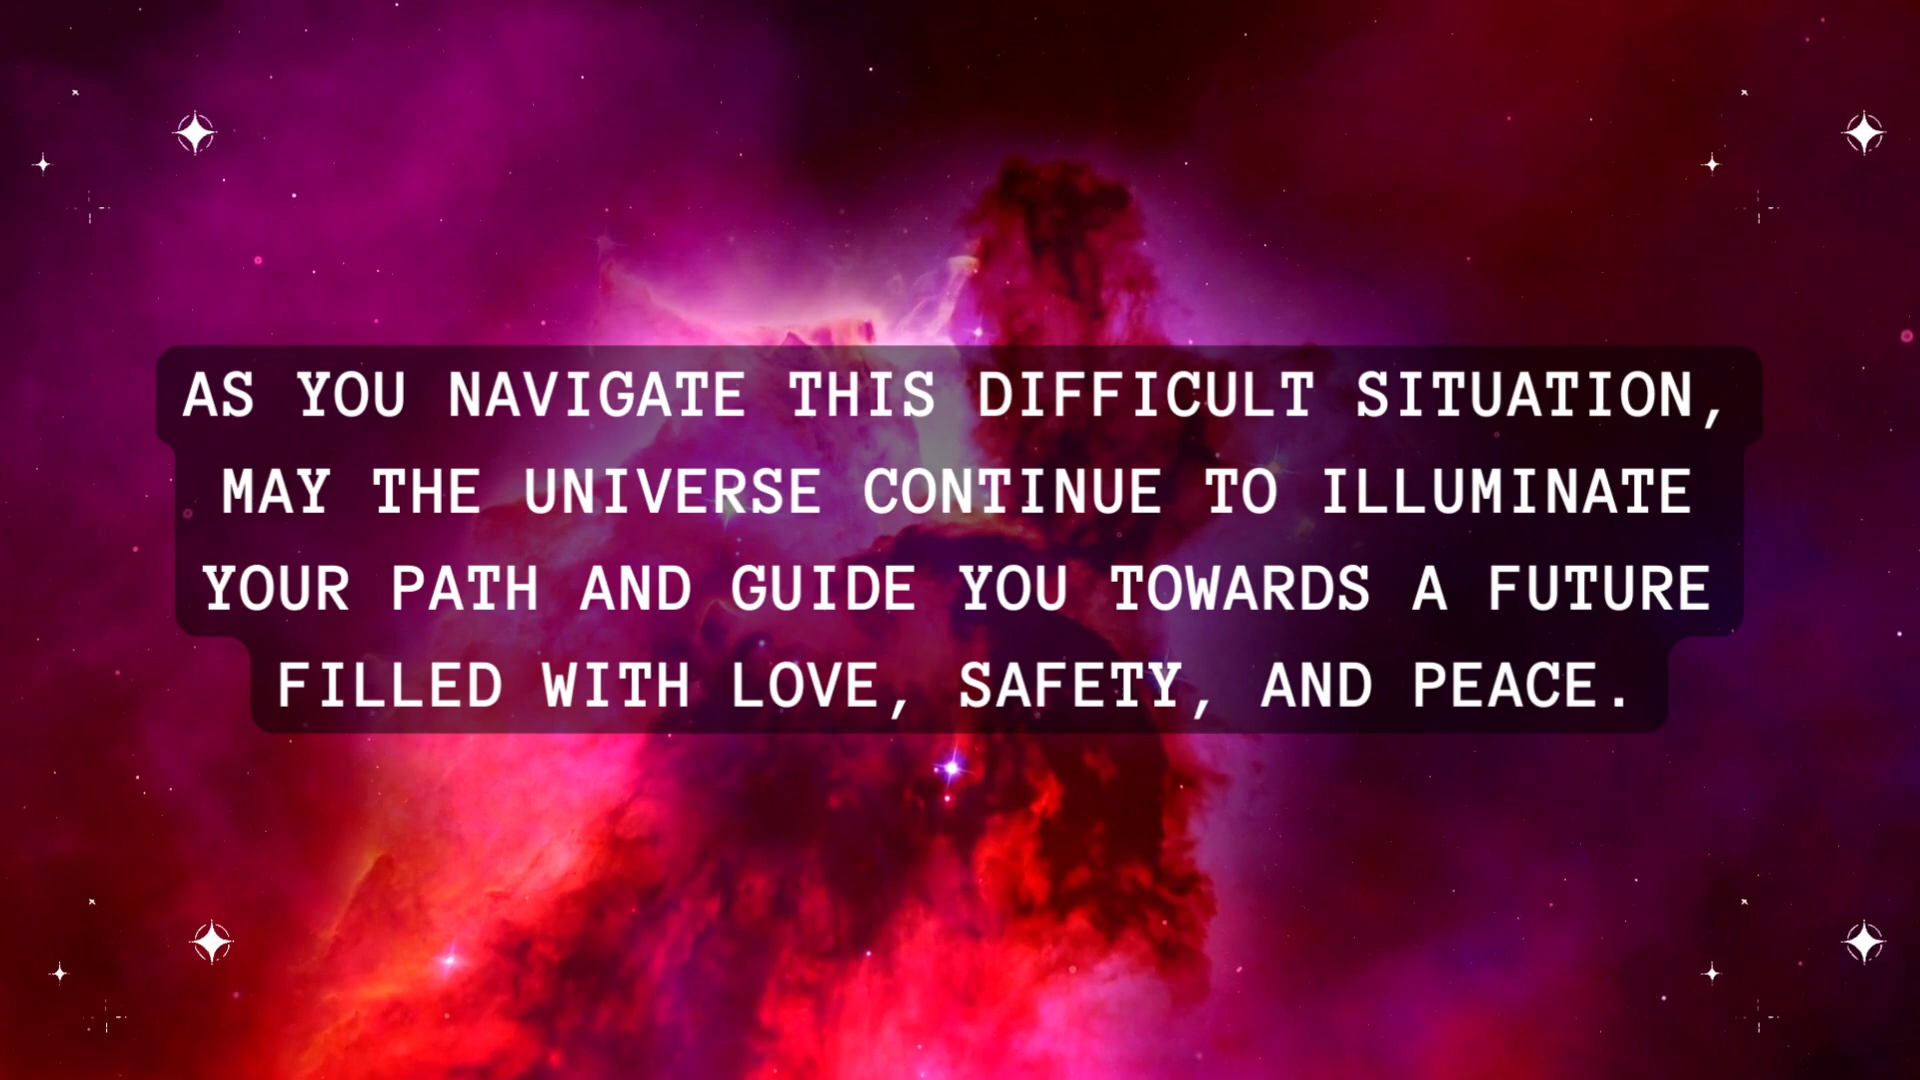 AS YOU NAVIGATE THIS DIFFICULT SITUATION,
MAY THE UNIVERSE CONTINUE TO ILLUMINATE
YOUR PATH AND GUIDE YOU TOWARDS A FUTURE
FILLED WITH LOVE, SAFETY, AND PEACE.